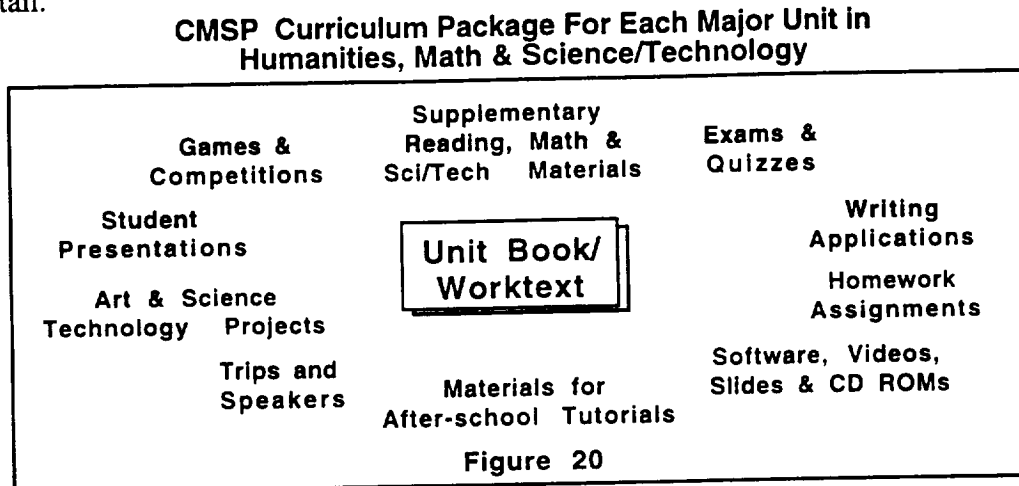 CMSP Curriculum Package For Each Major Unit in
Humanities, Math & Science/Technology
Supplementary
Reading, Math &
Sci/Tech Materials
Games &
Competitions
Exams &
Quizzes
Student
Presentations
Unit Book/
Worktext
Writing
Applications
Art & Science
Technology Projects
Homework
Assignments
Trips and
Speakers
Materials for
After-school Tutorials
Software, Videos,
Slides & CD ROMs
Figure 20